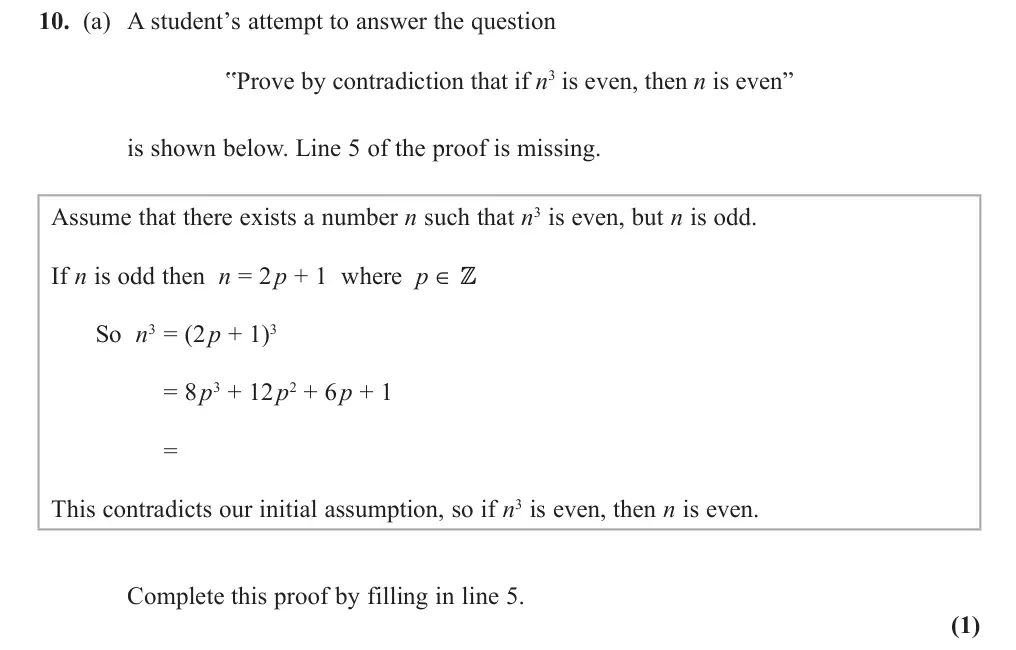 10. (a) A student’s attempt to answer the question
“Prove by contradiction that if n³ is even, then n is even”
is shown below. Line 5 of the proof is missing.
Assume that there exists a number n such that n³ is even, but n is odd.
If n is odd then n = 2p + 1 where p ∈ ℤ
So n³ = (2p + 1)³
= 8p³ + 12p² + 6p + 1
=
This contradicts our initial assumption, so if n³ is even, then n is even.
Complete this proof by filling in line 5.
(1)